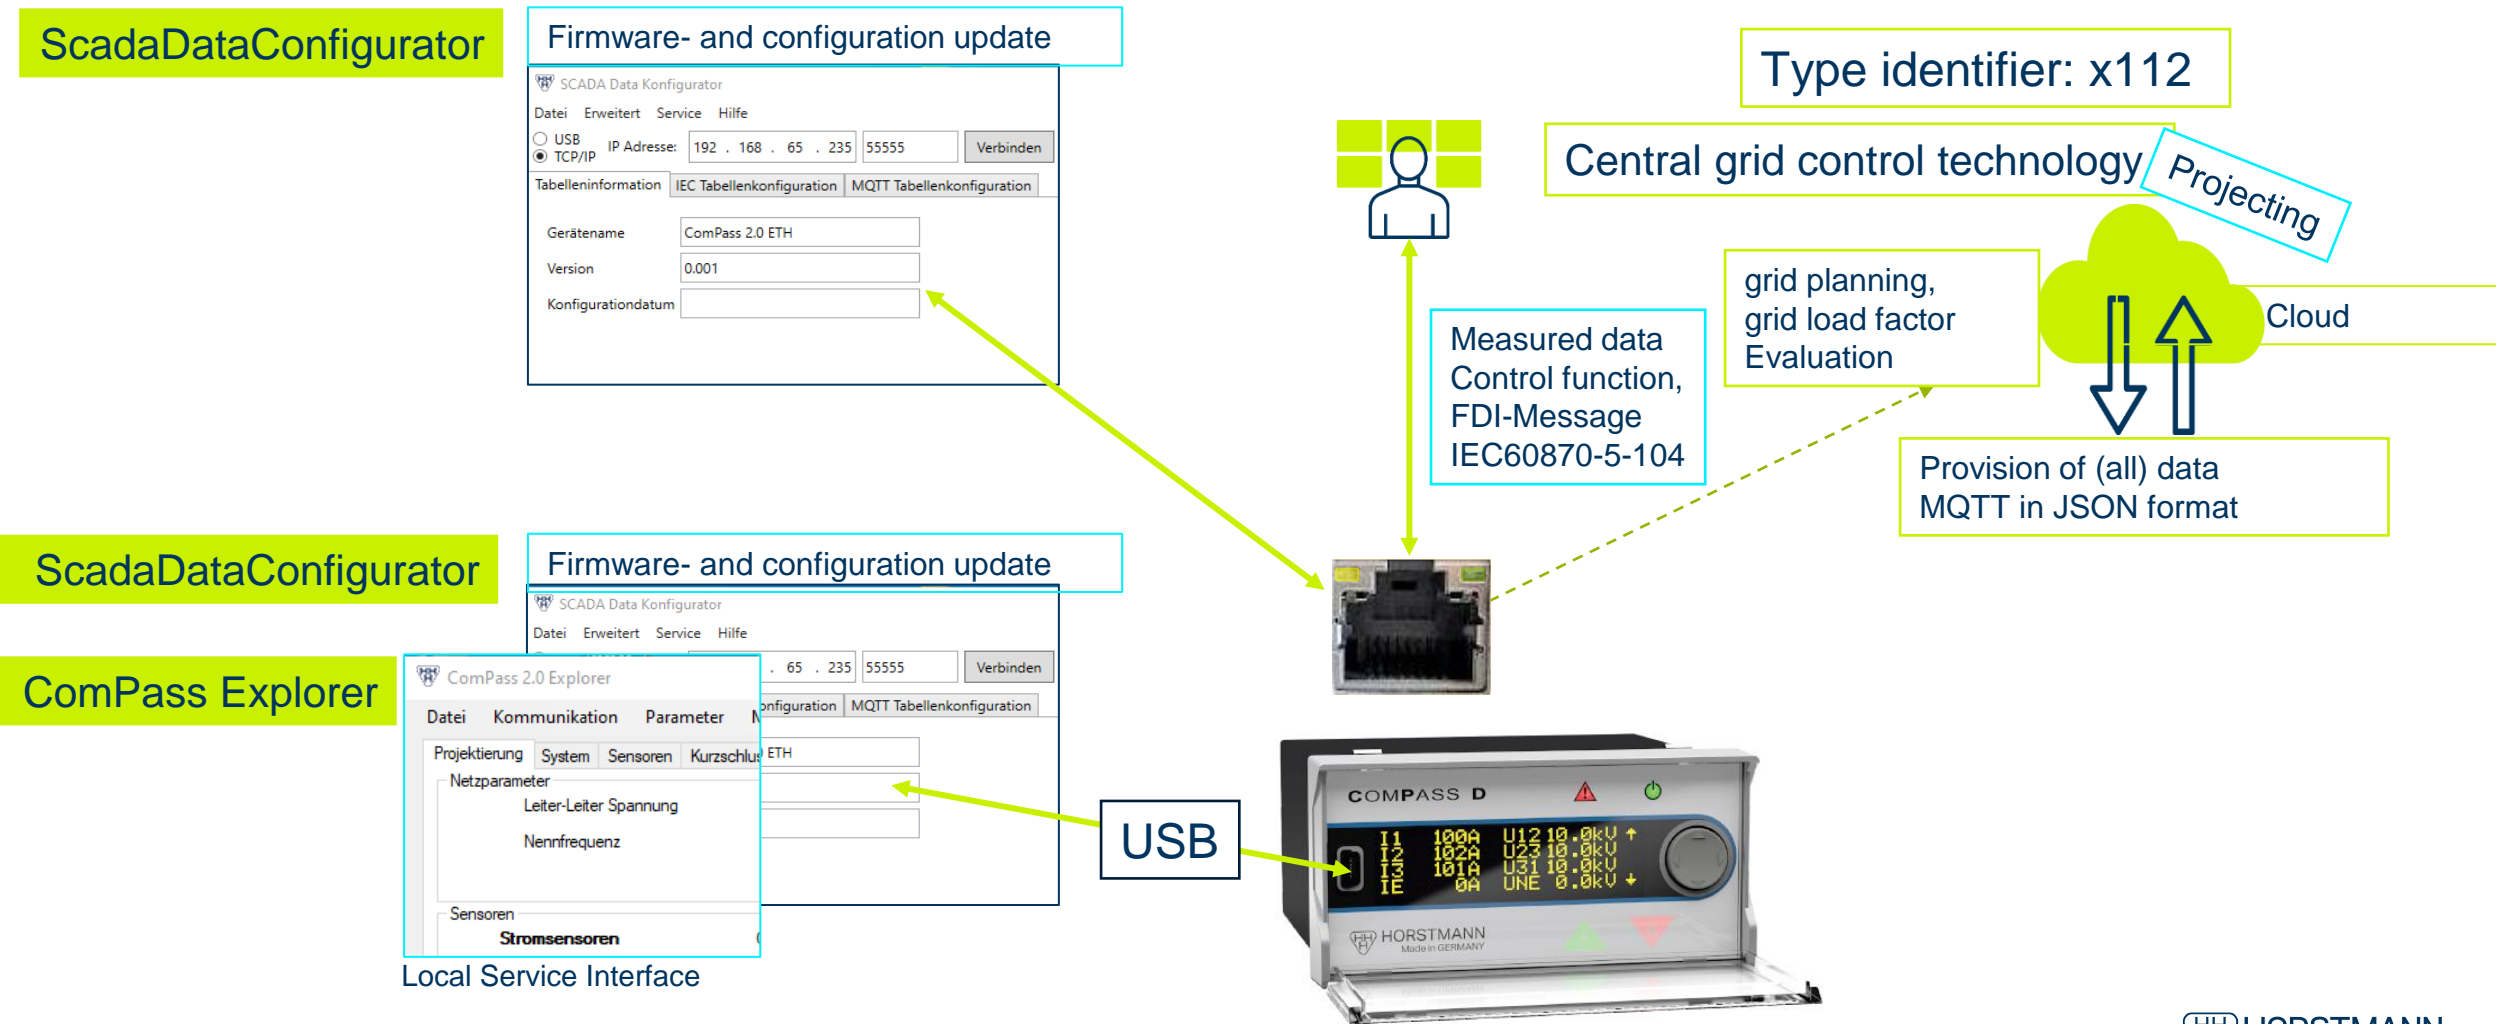 ScadaDataConfigurator
Firmware- and configuration update
SCADA Data Konfigurator
Datei Erweitert Service Hilfe
USB
TCP/IP
IP Adresse: 192 . 168 . 65 . 235 55555 Verbinden
Tabelleninformation IEC Tabellenkonfiguration MQTT Tabellenkonfiguration
Gerätename ComPass 2.0 ETH
Version 0.001
Konfigurationdatum
Type identifier: x112
Central grid control technology
Projecting
grid planning,
grid load factor
Evaluation
Cloud
Measured data
Control function,
FDI-Message
IEC60870-5-104
Provision of (all) data
MQTT in JSON format
ScadaDataConfigurator
Firmware- and configuration update
SCADA Data Konfigurator
Datei Erweitert Service Hilfe
. 65 . 235 55555 Verbinden
onfiguration MQTT Tabellenkonfiguration
ETH
ComPass Explorer
ComPass 2.0 Explorer
Datei Kommunikation Parameter
Projektierung System Sensoren Kurzschlus
Netzparameter
Leiter-Leiter Spannung
Nennfrequenz
Sensoren
Stromsensoren
Local Service Interface
USB
COMPASS D
I1 100A U12 10.0kV
I2 102A U23 10.0kV
I3 101A U31 10.0kV
IE 0A UNE 0.0kV
HORSTMANN
Made in GERMANY
HORSTMANN